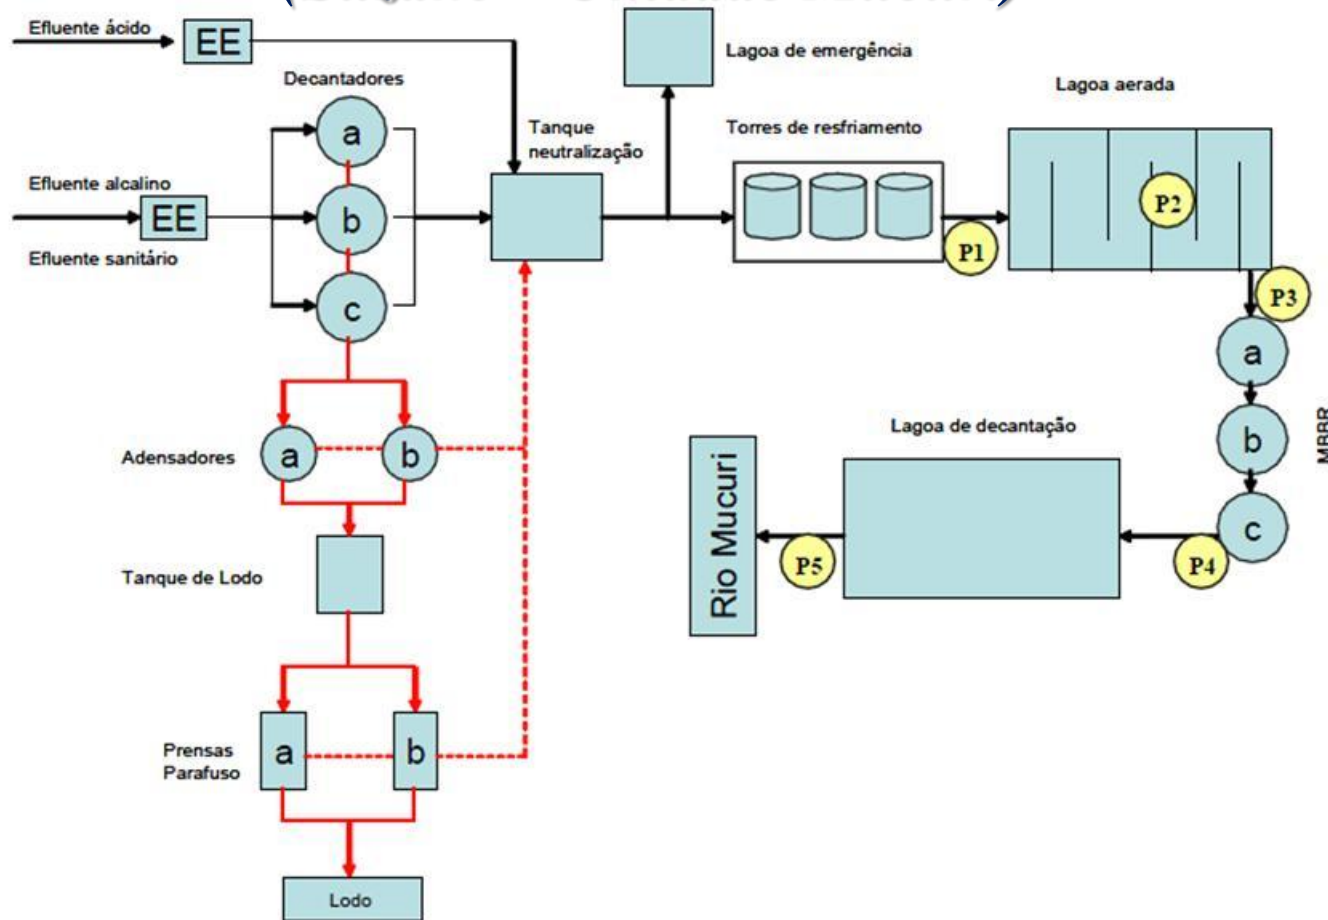 Efluente ácido
EE
Lagoa de emergência
Decantadores
Lagoa aerada
a
Tanque
neutralização
Torres de resfriamento
Efluente alcalino
EE
b
P2
Efluente sanitário
P1
c
P3
a
Lagoa de decantação
b
MBBR
Adensadores
a
b
Rio Mucuri
c
P5
P4
Tanque de Lodo
Prensas
Parafuso
a
b
Lodo